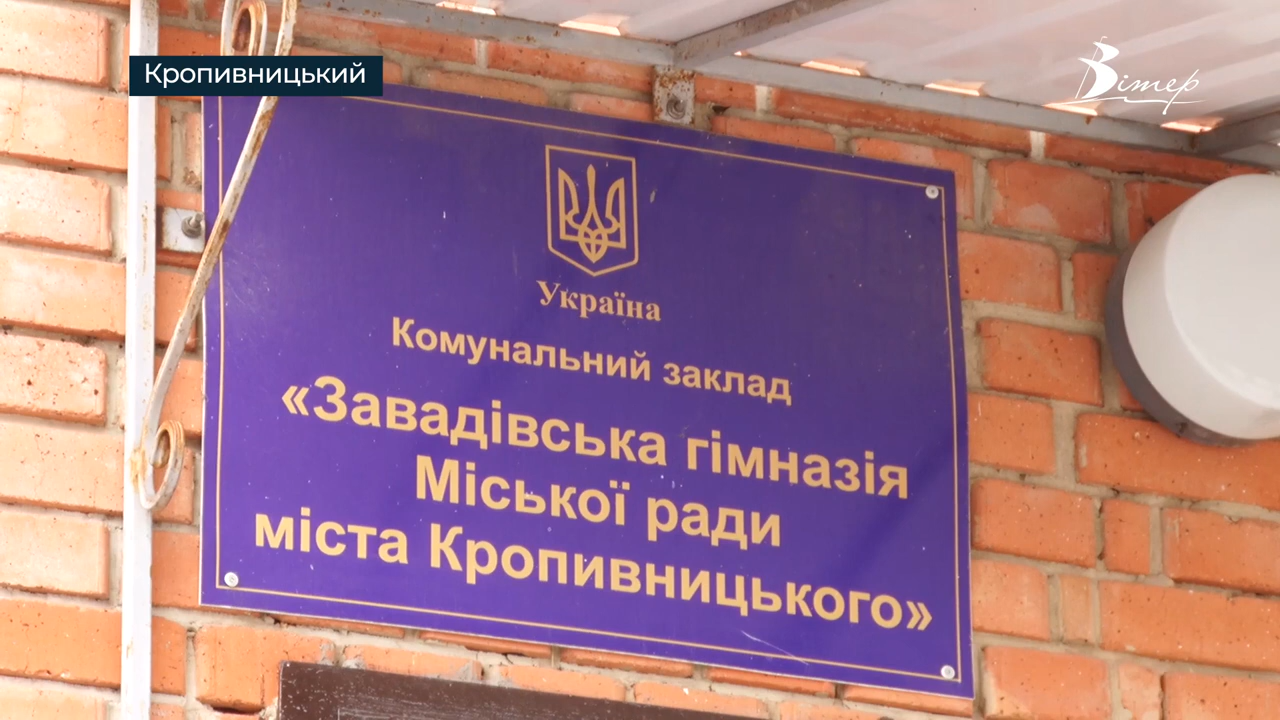 Кропивницький
Вітер
Україна
Комунальний заклад
«Завадівська гімназія
Міської ради
міста Кропивницького»